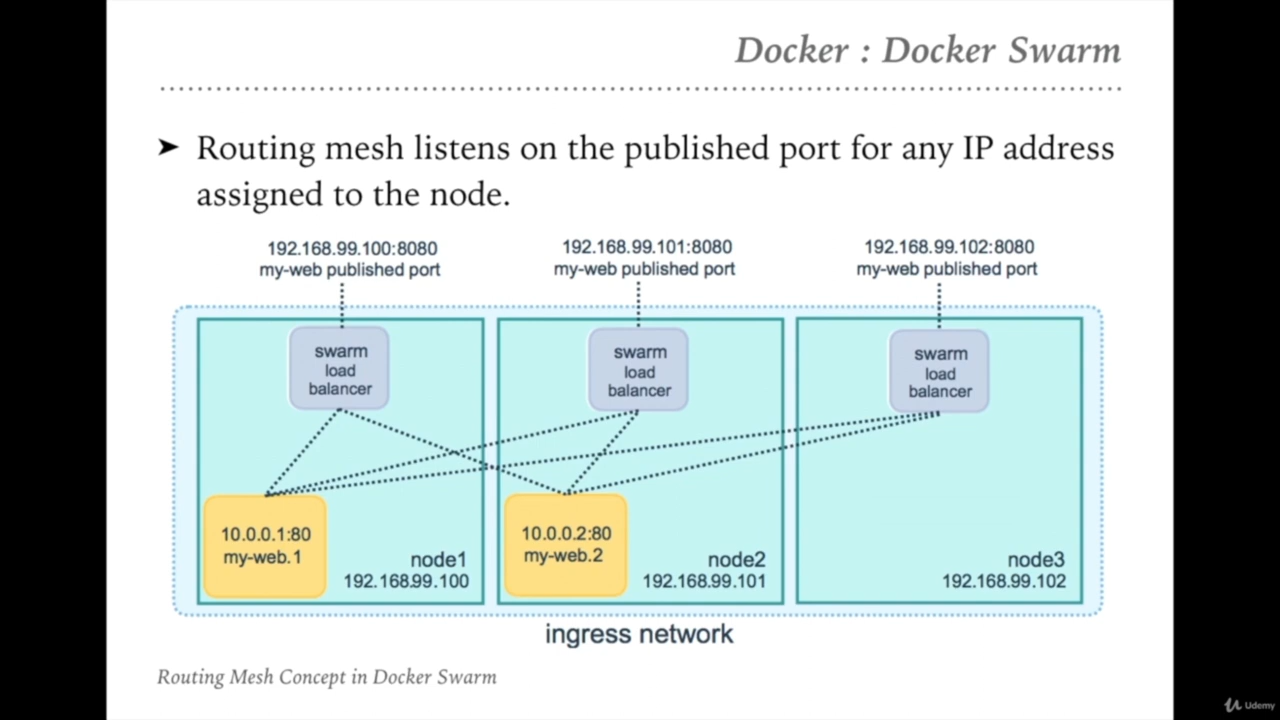 Docker : Docker Swarm
➤ Routing mesh listens on the published port for any IP address
assigned to the node.
192.168.99.100:8080
my-web published port
192.168.99.101:8080
my-web published port
192.168.99.102:8080
my-web published port
swarm
load
balancer
swarm
load
balancer
swarm
load
balancer
10.0.0.1:80
my-web.1
node1
192.168.99.100
10.0.0.2:80
my-web.2
node2
192.168.99.101
node3
192.168.99.102
ingress network
Routing Mesh Concept in Docker Swarm
Udemy